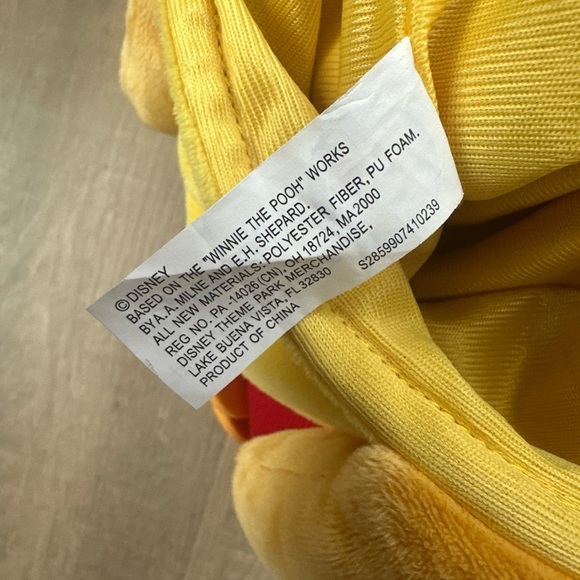 ©DISNEY
BASED ON THE "WINNIE THE POOH" WORKS
BY A. A. MILNE AND E.H. SHEPARD.
ALL NEW MATERIALS. POLYESTER FIBER, PU FOAM.
REG NO. PA-14026(CN), OH 18724, MA2000
DISNEY THEME PARK MERCHANDISE,
LAKE BUENA VISTA, FL 32830
PRODUCT OF CHINA
S2859907410239